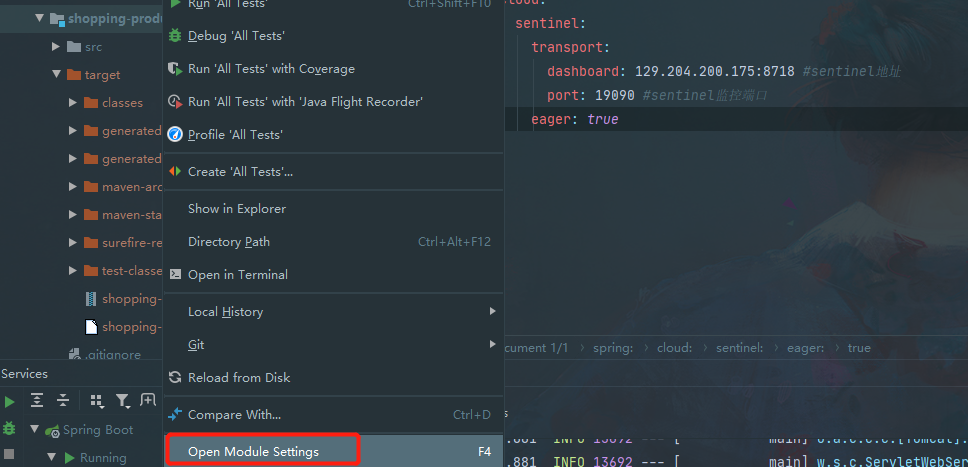 shopping-produ
src
target
classes
generated
generated
maven-arc
maven-sta
surefire-re
test-classe
shopping-
shopping-
.gitignore
Services
Spring Boot
Running
Run 'All Tests' Ctrl+Shift+F10
Debug 'All Tests'
Run 'All Tests' with Coverage
Run 'All Tests' with 'Java Flight Recorder'
Profile 'All Tests'
Create 'All Tests'...
Show in Explorer
Directory Path Ctrl+Alt+F12
Open in Terminal
Local History
Git
Reload from Disk
Compare With... Ctrl+D
Open Module Settings F4
cloud:
sentinel:
transport:
dashboard: 129.204.200.175:8718 #sentinel地址
port: 19090 #sentinel监控端口
eager: true
cument 1/1 › spring: › cloud: › sentinel: › eager: › true
s
.881 INFO 13692 --- [ main] o.a.c.c.C.[Tomcat].
.881 INFO 13692 --- [ main] w.s.c.ServletWebSer